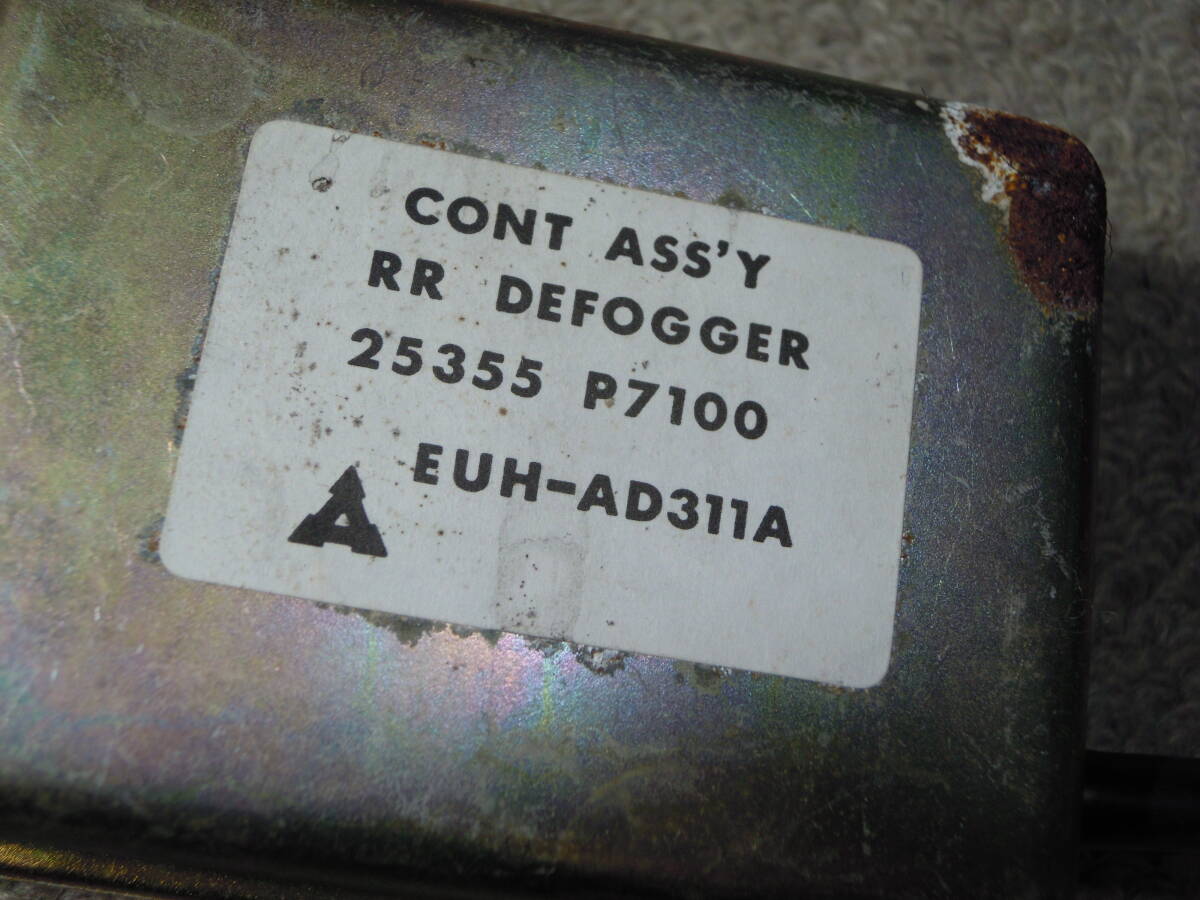 CONT ASS'Y
RR DEFOGGER
25355 P7100
EUH-AD311A